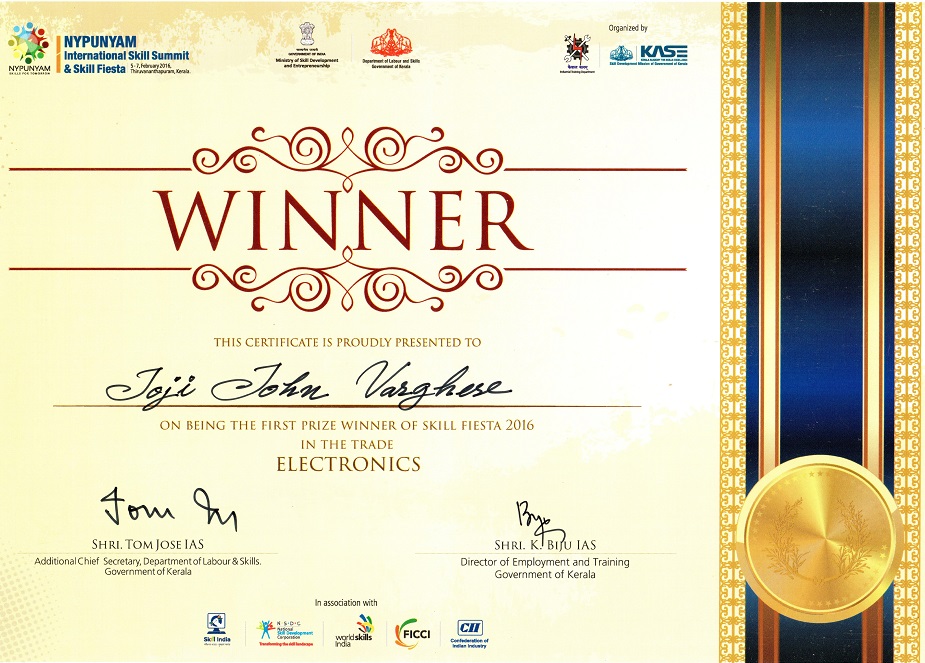 NYPUNYAM
SKILLS FOR TOMORROW
NYPUNYAM
International Skill Summit
& Skill Fiesta 5 - 7, February 2016,
Thiruvananthapuram, Kerala.
GOVERNMENT OF INDIA
Ministry of Skill Development
and Entrepreneurship
Department of Labour and Skills
Government of Kerala
Industrial Training Department
Organized by
KASE
Skill Development Mission of Government of Kerala
WINNER
THIS CERTIFICATE IS PROUDLY PRESENTED TO
Joji John Varghese
ON BEING THE FIRST PRIZE WINNER OF SKILL FIESTA 2016
IN THE TRADE
ELECTRONICS
Tom
Byju
SHRI. TOM JOSE IAS
Additional Chief Secretary, Department of Labour & Skills.
Government of Kerala
SHRI. K. BIJU IAS
Director of Employment and Training
Government of Kerala
In association with
Skill India
N·S·D·C
National
Skill Development
Corporation
Transforming the skill landscape
worldskills
India
FICCI
CII
Confederation of
Indian Industry